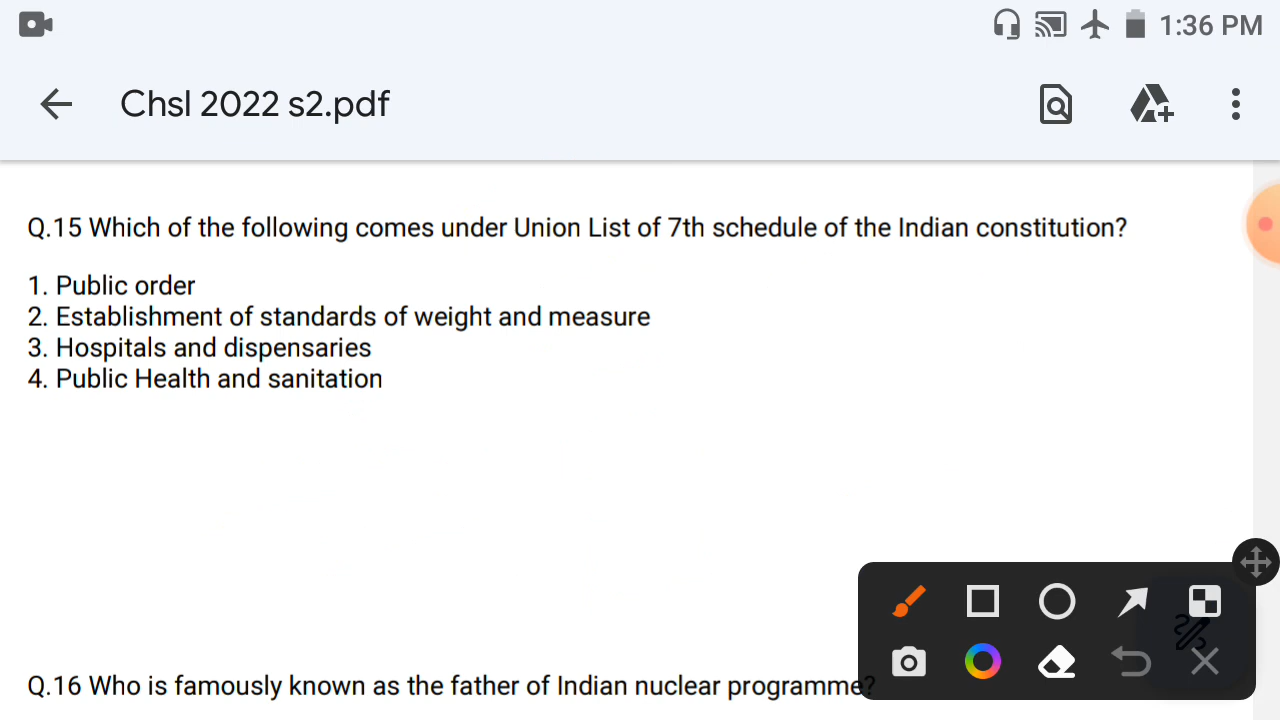 1:36 PM
Chsl 2022 s2.pdf
Q.15 Which of the following comes under Union List of 7th schedule of the Indian constitution?
1. Public order
2. Establishment of standards of weight and measure
3. Hospitals and dispensaries
4. Public Health and sanitation
Q.16 Who is famously known as the father of Indian nuclear programme?